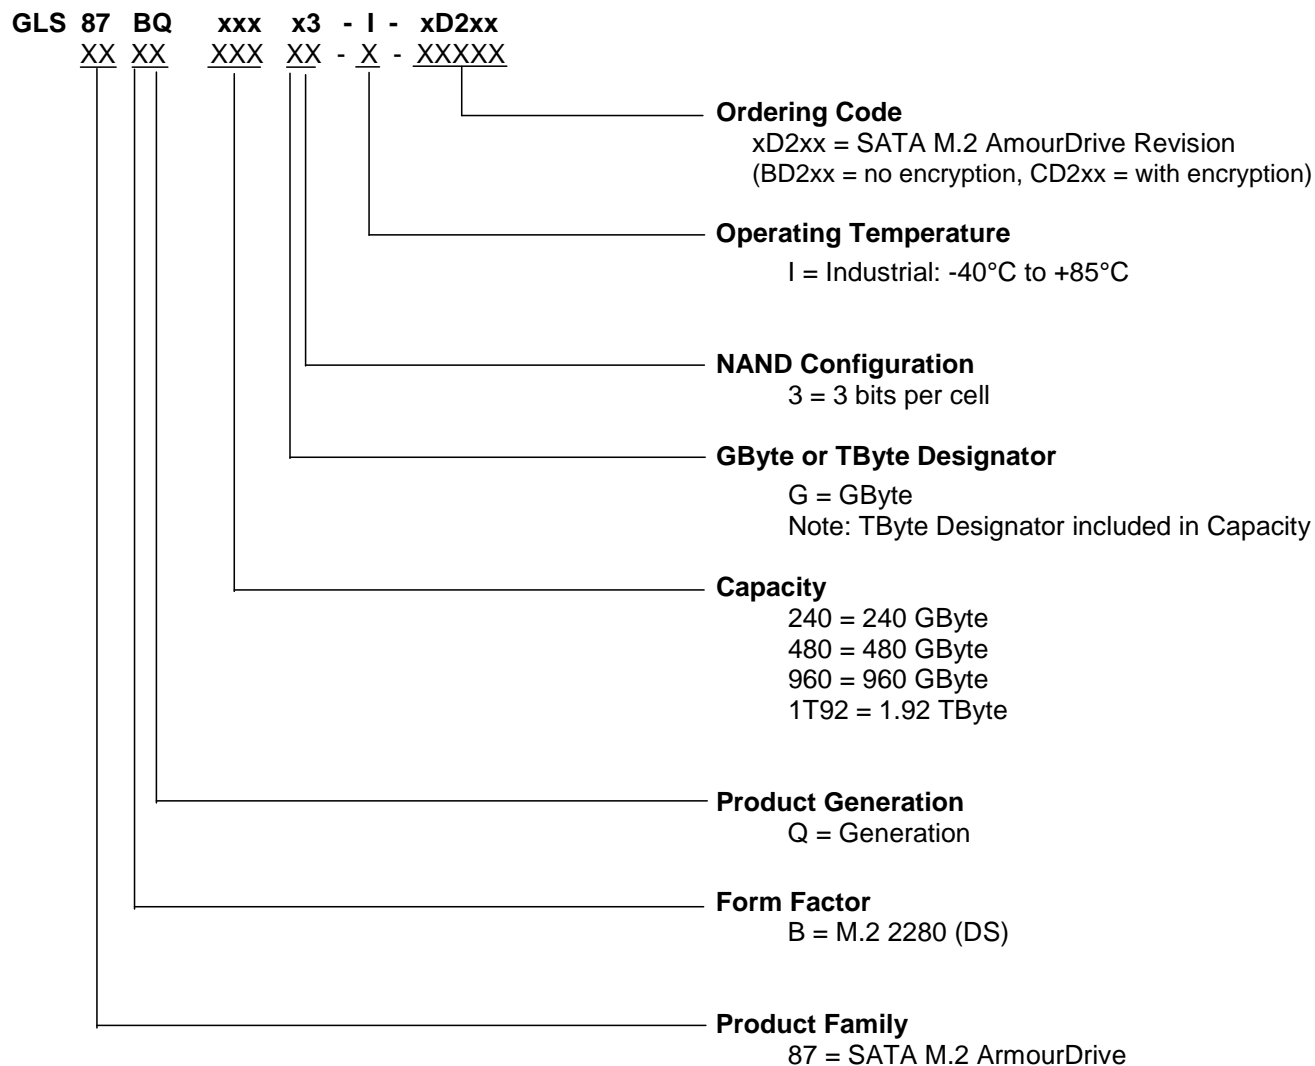 GLS 87 BQ xxx x3 - I - xD2xx
XX XX XXX XX - X - XXXXX
Ordering Code
xD2xx = SATA M.2 AmourDrive Revision
(BD2xx = no encryption, CD2xx = with encryption)
Operating Temperature
I = Industrial: -40°C to +85°C
NAND Configuration
3 = 3 bits per cell
GByte or TByte Designator
G = GByte
Note: TByte Designator included in Capacity
Capacity
240 = 240 GByte
480 = 480 GByte
960 = 960 GByte
1T92 = 1.92 TByte
Product Generation
Q = Generation
Form Factor
B = M.2 2280 (DS)
Product Family
87 = SATA M.2 ArmourDrive